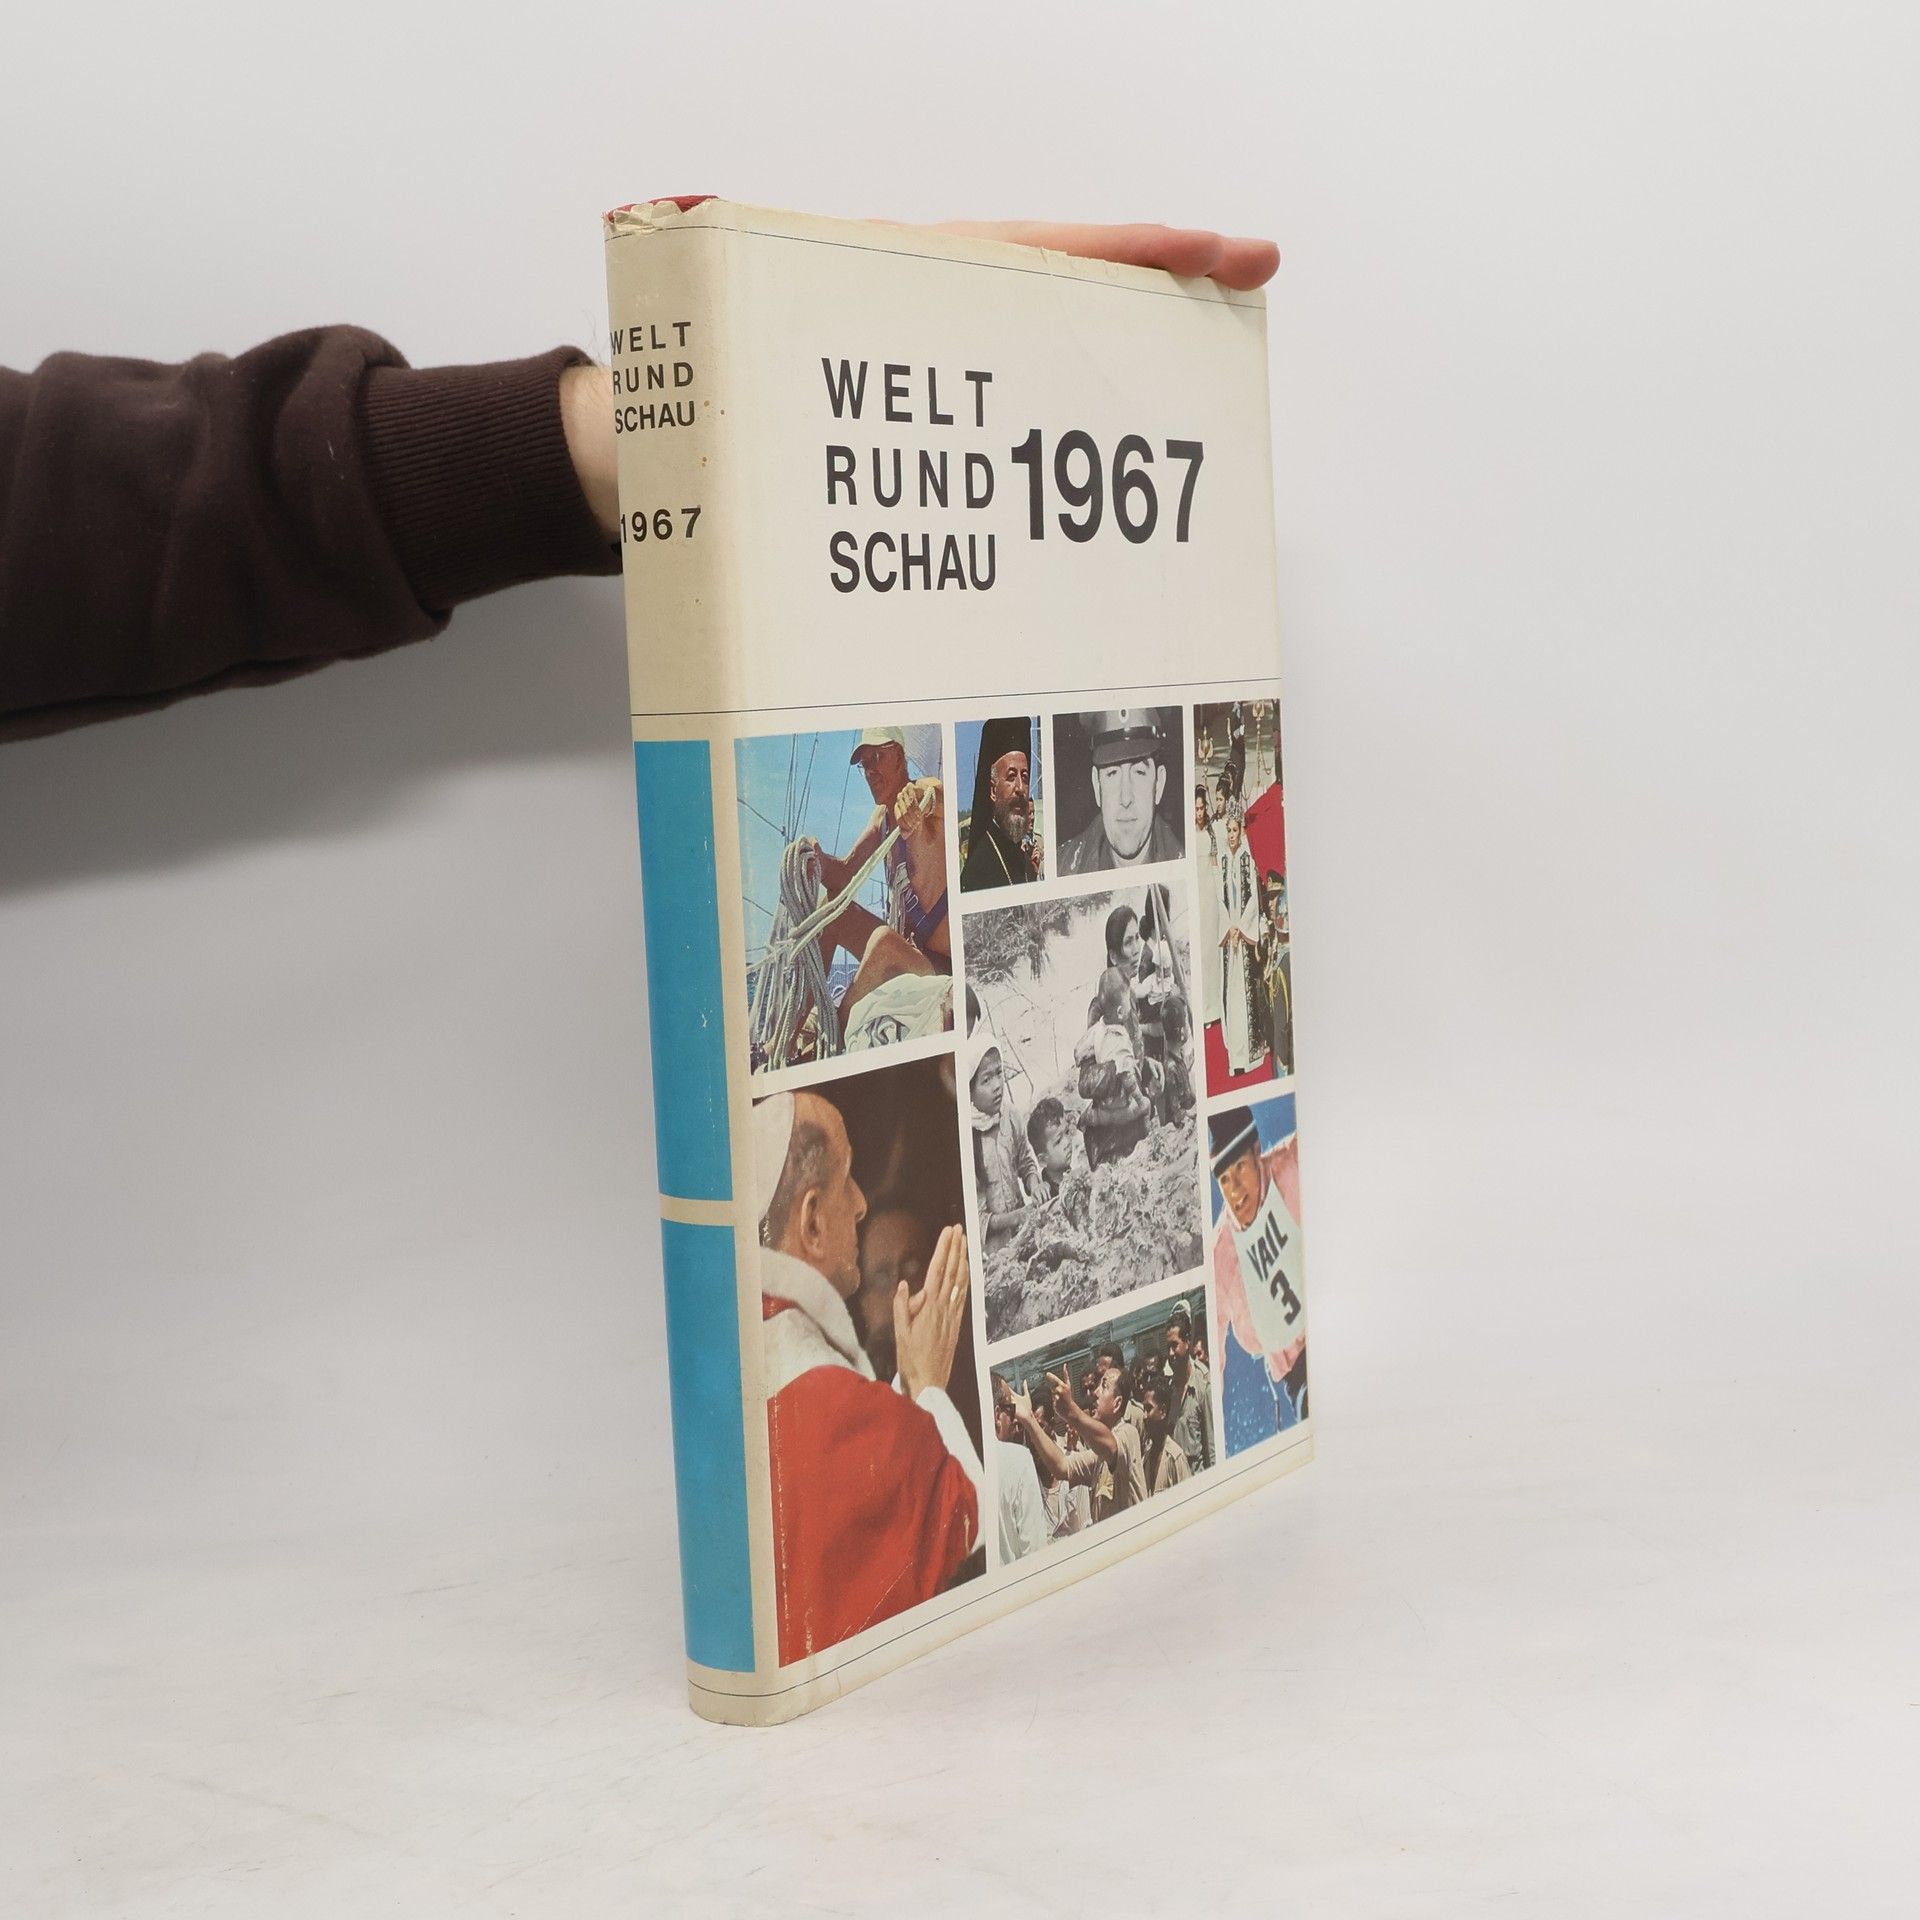 WELT
RUND
SCHAU
1967
WELT
RUND
SCHAU
1967
VAIL
3